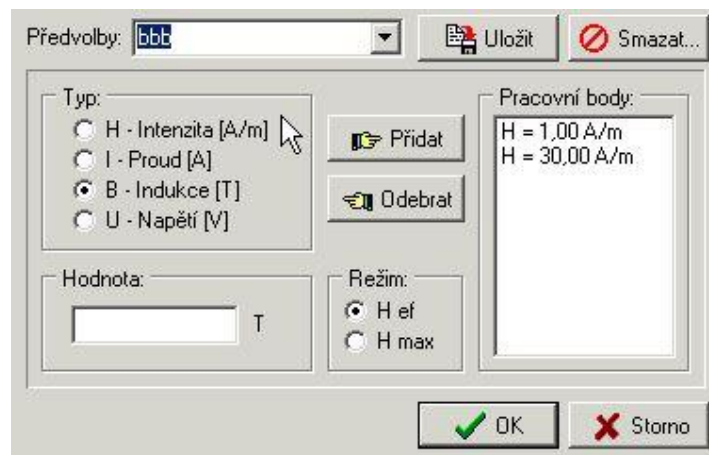 Předvolby: bbb Uložit Smazat...
Typ:
H - Intenzita [A/m]
I - Proud [A]
B - Indukce [T]
U - Napětí [V]
Přidat
Odebrat
Pracovní body:
H = 1,00 A/m
H = 30,00 A/m
Hodnota:
T
Režim:
H ef
H max
OK Storno